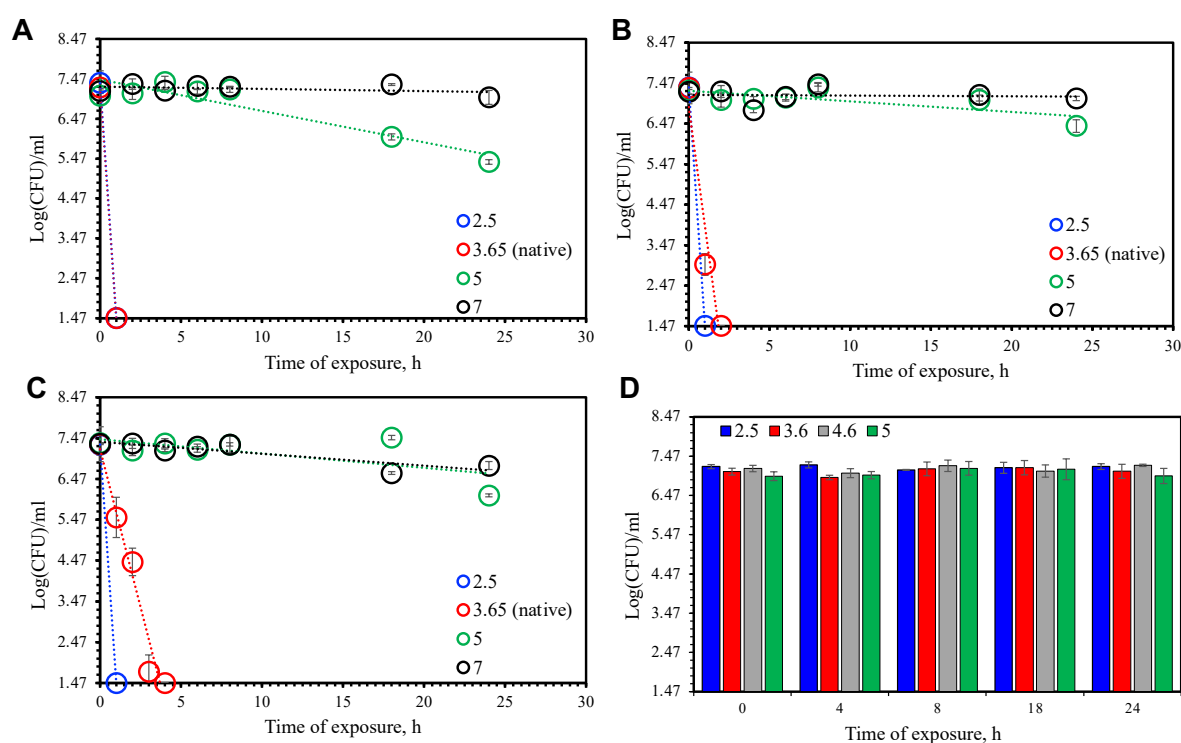 A
8.47
7.47
6.47
5.47
4.47
3.47
2.47
1.47
Log(CFU)/ml
0 5 10 15 20 25 30
Time of exposure, h
2.5
3.65 (native)
5
7
B
8.47
7.47
6.47
5.47
4.47
3.47
2.47
1.47
Log(CFU)/ml
0 5 10 15 20 25 30
Time of exposure, h
2.5
3.65 (native)
5
7
C
8.47
7.47
6.47
5.47
4.47
3.47
2.47
1.47
Log(CFU)/ml
0 5 10 15 20 25 30
Time of exposure, h
2.5
3.65 (native)
5
7
D
8.47
7.47
6.47
5.47
4.47
3.47
2.47
1.47
Log(CFU)/ml
2.5 3.6 4.6 5
0 4 8 18 24
Time of exposure, h